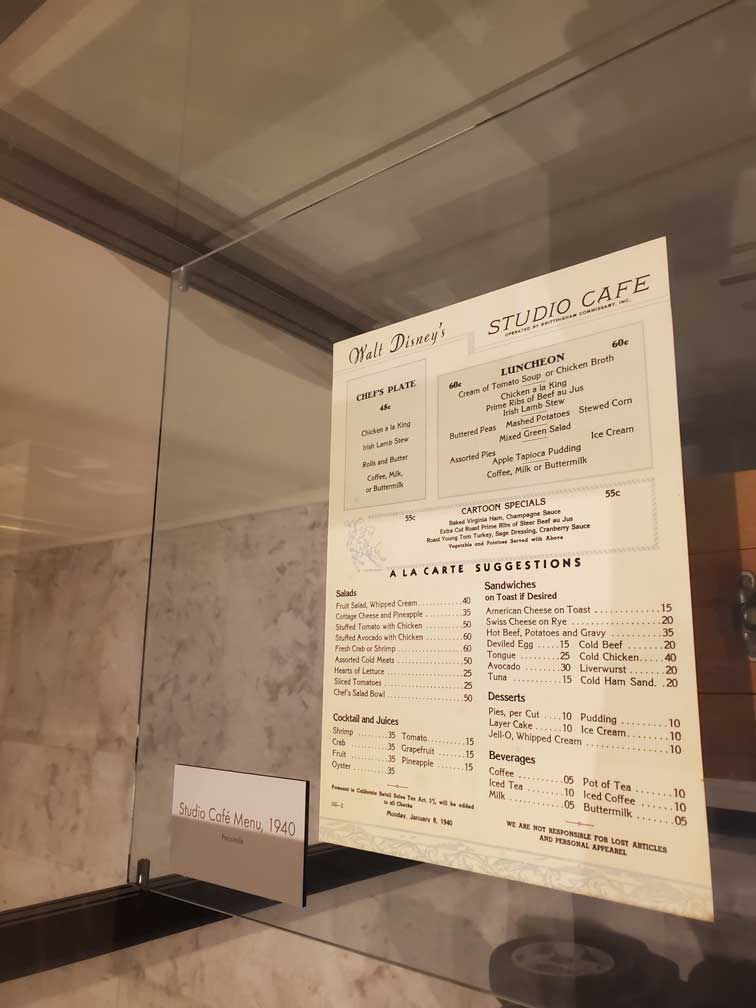 Walt Disney's
STUDIO CAFE
OPERATED BY BRITTINGHAM COMMISSARY, INC.
CHEF'S PLATE
45c
Chicken a la King
Irish Lamb Stew
Rolls and Butter
Coffee, Milk,
or Buttermilk
60c LUNCHEON 60c
Cream of Tomato Soup or Chicken Broth
Chicken a la King
Prime Ribs of Beef au Jus
Irish Lamb Stew
Buttered Peas Mashed Potatoes Stewed Corn
Mixed Green Salad
Assorted Pies Apple Tapioca Pudding Ice Cream
Coffee, Milk or Buttermilk
55c CARTOON SPECIALS 55c
Baked Virginia Ham, Champagne Sauce
Extra Cut Roast Prime Ribs of Steer Beef au Jus
Roast Young Tom Turkey, Sage Dressing, Cranberry Sauce
Vegetable and Potatoes Served with Above
A LA CARTE SUGGESTIONS
Salads
Fruit Salad, Whipped Cream............40
Cottage Cheese and Pineapple..........35
Stuffed Tomato with Chicken...........50
Stuffed Avocado with Chicken..........60
Fresh Crab or Shrimp..................60
Assorted Cold Meats...................50
Hearts of Lettuce.....................25
Sliced Tomatoes.......................25
Chef's Salad Bowl.....................50
Cocktail and Juices
Shrimp........35 Tomato..........15
Crab..........35 Grapefruit......15
Fruit.........35 Pineapple.......15
Oyster........35
Pursuant to California Retail Sales Tax Act, 3% will be added
to all Checks
Monday, January 8, 1940
Sandwiches
on Toast if Desired
American Cheese on Toast..............15
Swiss Cheese on Rye...................20
Hot Beef, Potatoes and Gravy..........35
Deviled Egg.....15 Cold Beef.......20
Tongue..........25 Cold Chicken....40
Avocado.........30 Liverwurst......20
Tuna............15 Cold Ham Sand...20
Desserts
Pies, per Cut....10 Pudding.........10
Layer Cake.......10 Ice Cream.......10
Jell-O, Whipped Cream.................10
Beverages
Coffee..........05 Pot of Tea......10
Iced Tea........10 Iced Coffee.....10
Milk............05 Buttermilk......05
WE ARE NOT RESPONSIBLE FOR LOST ARTICLES
AND PERSONAL APPAREL
Studio Café Menu, 1940
Facsimile